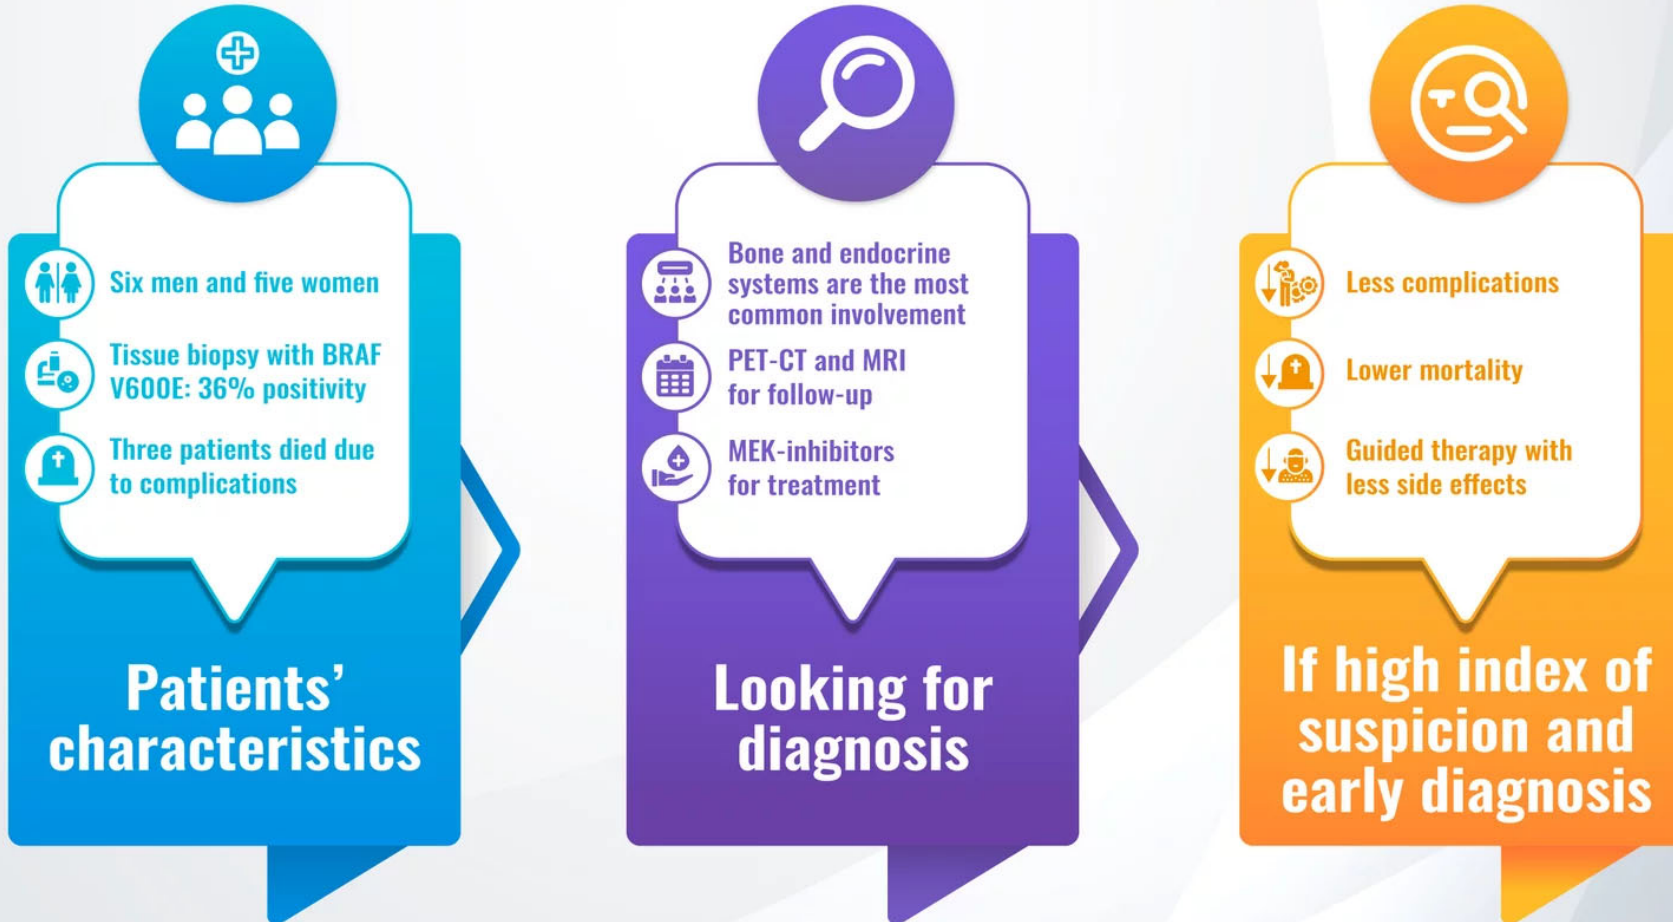 Six men and five women
Tissue biopsy with BRAF
V600E: 36% positivity
Three patients died due
to complications
Patients’
characteristics
Bone and endocrine
systems are the most
common involvement
PET-CT and MRI
for follow-up
MEK-inhibitors
for treatment
Looking for
diagnosis
Less complications
Lower mortality
Guided therapy with
less side effects
If high index of
suspicion and
early diagnosis